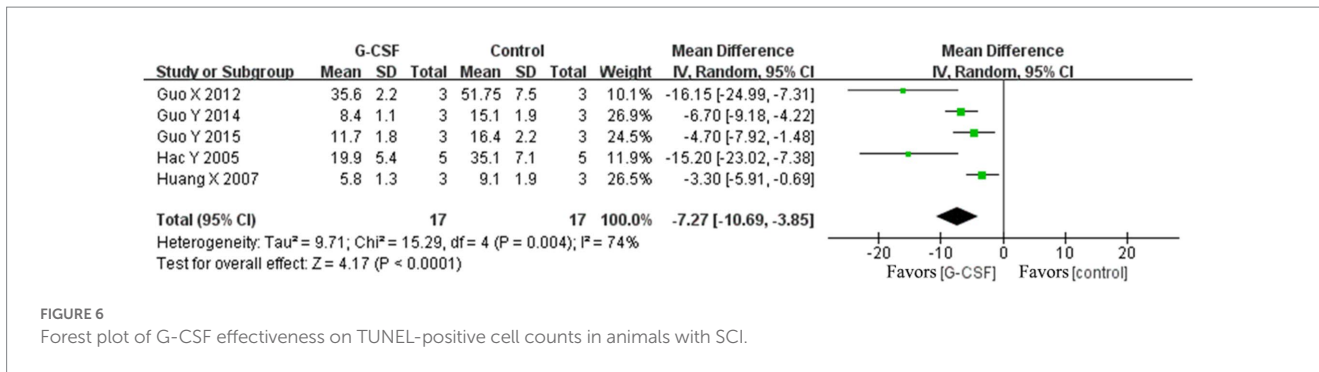 G-CSF Control Mean Difference Mean Difference
Study or Subgroup Mean SD Total Mean SD Total Weight IV, Random, 95% CI IV, Random, 95% CI
Guo X 2012 35.6 2.2 3 51.75 7.5 3 10.1% -16.15 [-24.99, -7.31]
Guo Y 2014 8.4 1.1 3 15.1 1.9 3 26.9% -6.70 [-9.18, -4.22]
Guo Y 2015 11.7 1.8 3 16.4 2.2 3 24.5% -4.70 [-7.92, -1.48]
Hac Y 2005 19.9 5.4 5 35.1 7.1 5 11.9% -15.20 [-23.02, -7.38]
Huang X 2007 5.8 1.3 3 9.1 1.9 3 26.5% -3.30 [-5.91, -0.69]
Total (95% CI) 17 17 100.0% -7.27 [-10.69, -3.85]
Heterogeneity: Tau² = 9.71; Chi² = 15.29, df = 4 (P = 0.004); I² = 74%
Test for overall effect: Z = 4.17 (P < 0.0001)
-20 -10 0 10 20
Favors [G-CSF] Favors [control]
FIGURE 6
Forest plot of G-CSF effectiveness on TUNEL-positive cell counts in animals with SCI.